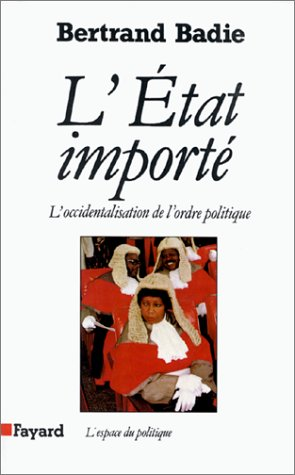 Bertrand Badie
L'État
importé
L'occidentalisation de l'ordre politique
Fayard
L'espace du politique